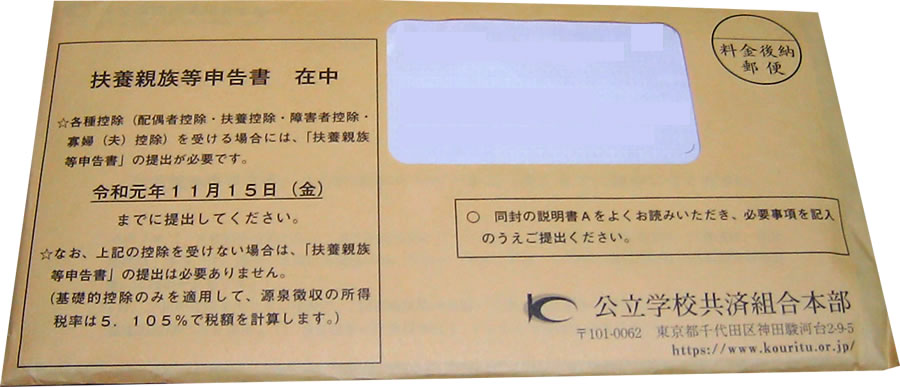 扶養親族等申告書　在中
☆各種控除（配偶者控除・扶養控除・障害者控除・
寡婦（夫）控除）を受ける場合には、「扶養親族
等申告書」の提出が必要です。
令和元年１１月１５日（金）
までに提出してください。
☆なお、上記の控除を受けない場合は、「扶養親族
等申告書」の提出は必要ありません。
（基礎的控除のみを適用して、源泉徴収の所得
税率は５．１０５％で税額を計算します。）
料金後納
郵便
○　同封の説明書Ａをよくお読みいただき、必要事項を記入
のうえご提出ください。
公立学校共済組合本部
〒101-0062　東京都千代田区神田駿河台2-9-5
https://www.kouritu.or.jp/